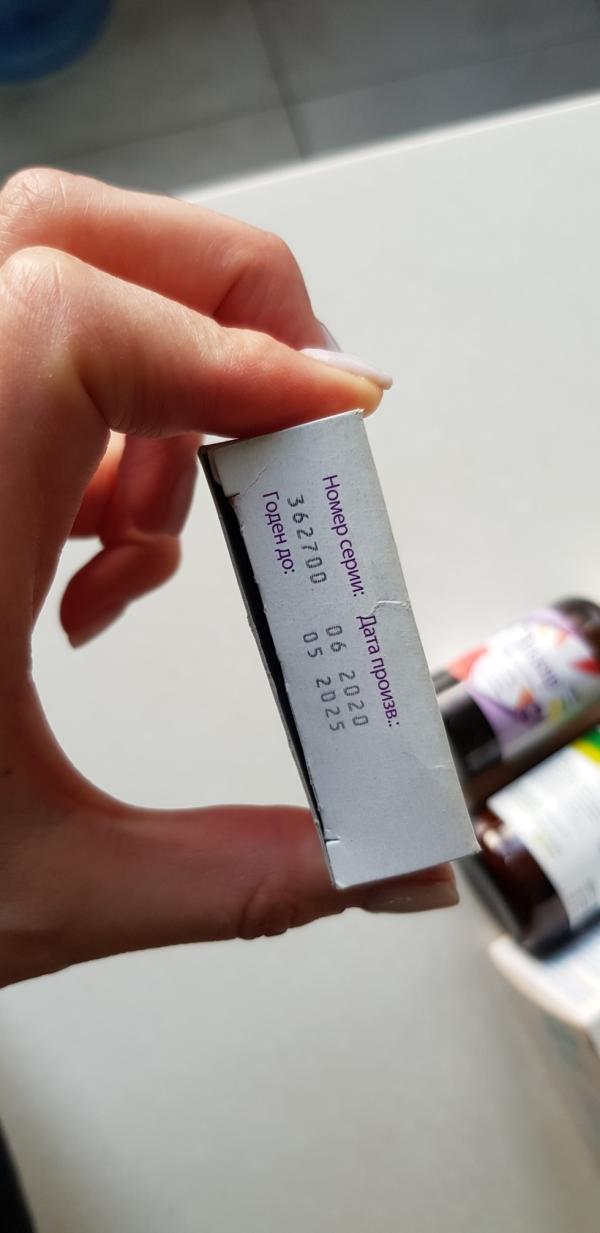 Номер серии: Дата произв.:
362700 06 2020
Годен до: 05 2025